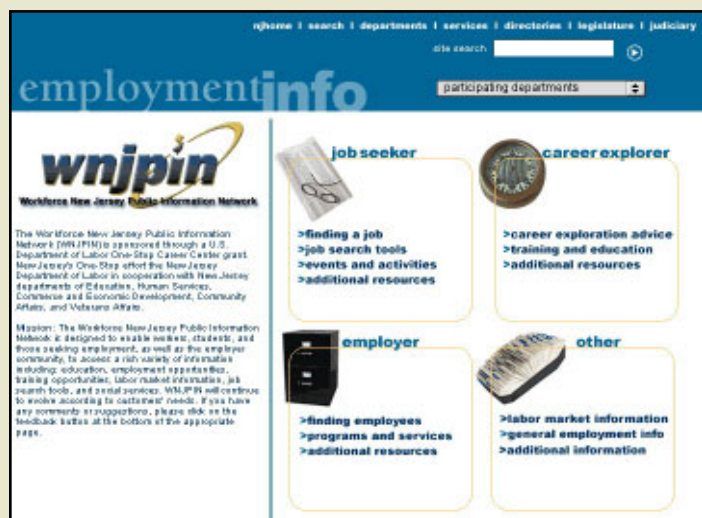 njhome | search | departments | services | directories | legislature | judiciary
site search
employmentinfo
participating departments
wnjpin
Workforce New Jersey Public Information Network
The Workforce New Jersey Public Information
Network (WNJPIN) is sponsored through a U.S.
Department of Labor One-Stop Career Center grant.
New Jersey's One-Stop effort the New Jersey
Department of Labor in cooperation with New Jersey
departments of Education, Human Services,
Commerce and Economic Development, Community
Affairs, and Veterans Affairs.
Mission: The Workforce New Jersey Public Information
Network is designed to enable workers, students, and
those seeking employment, as well as the employer
community, to access a rich variety of information
including: education, employment opportunities,
training opportunities, labor market information, job
search tools, and social services. WNJPIN will continue
to evolve according to customers' needs. If you have
any comments or suggestions, please click on the
feedback button at the bottom of the appropriate
page.
job seeker
>finding a job
>job search tools
>events and activities
>additional resources
career explorer
>career exploration advice
>training and education
>additional resources
employer
>finding employees
>programs and services
>additional resources
other
>labor market information
>general employment info
>additional information